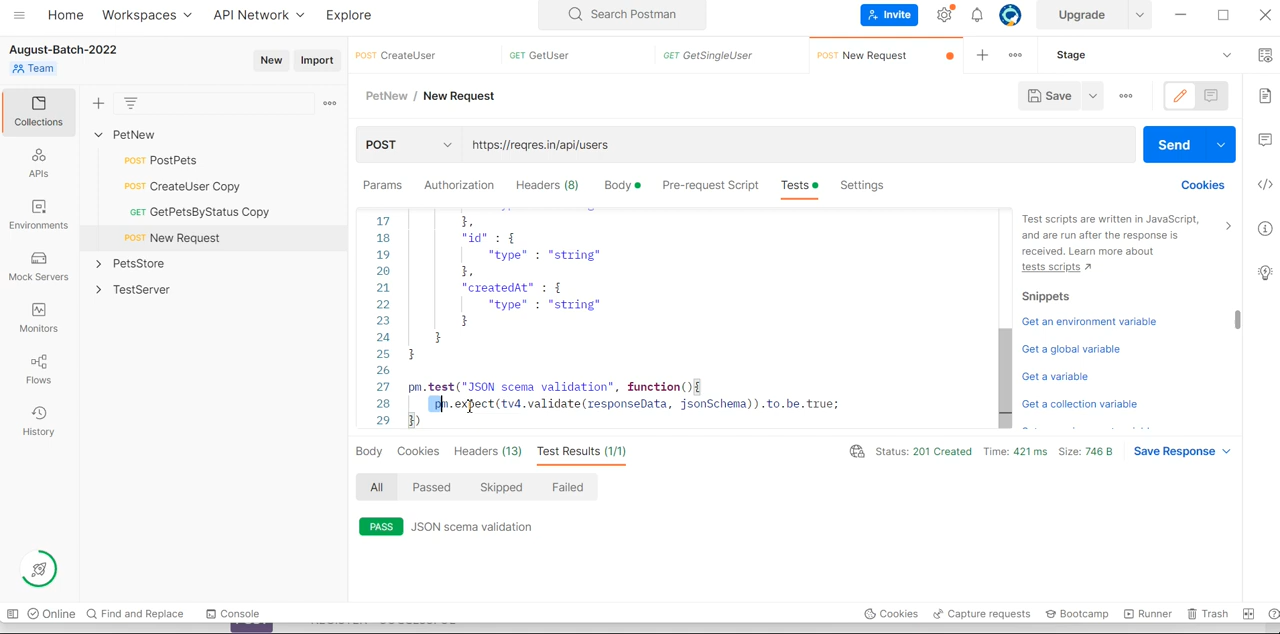 Home Workspaces API Network Explore Search Postman Invite Upgrade
August-Batch-2022
Team
New Import
POST CreateUser GET GetUser GET GetSingleUser POST New Request Stage
PetNew / New Request Save
Collections
APIs
Environments
Mock Servers
Monitors
Flows
History
PetNew
POST PostPets
POST CreateUser Copy
GET GetPetsByStatus Copy
POST New Request
PetsStore
TestServer
POST https://reqres.in/api/users Send
Params Authorization Headers (8) Body Pre-request Script Tests Settings Cookies
17 },
18 "id" : {
19 "type" : "string"
20 },
21 "createdAt" : {
22 "type" : "string"
23 }
24 }
25 }
26
27 pm.test("JSON scema validation", function(){
28 pm.expect(tv4.validate(responseData, jsonSchema)).to.be.true;
29 })
Test scripts are written in JavaScript,
and are run after the response is
received. Learn more about
tests scripts ↗
Snippets
Get an environment variable
Get a global variable
Get a variable
Get a collection variable
Body Cookies Headers (13) Test Results (1/1) Status: 201 Created Time: 421 ms Size: 746 B Save Response
All Passed Skipped Failed
PASS JSON scema validation
Online Find and Replace Console Cookies Capture requests Bootcamp Runner Trash